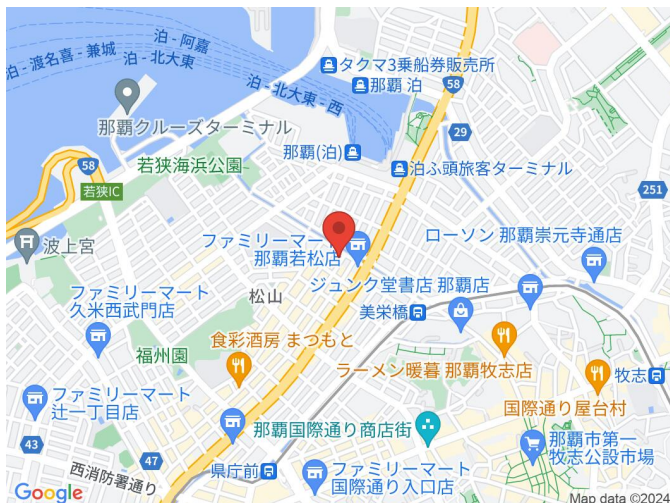 泊 - 渡名喜 - 兼城
泊 - 阿嘉
泊 - 北大東
泊 - 北大東 - 西
タクマ3乗船券販売所
那覇 泊
58
那覇クルーズターミナル
29
若狭海浜公園
那覇(泊)
泊ふ頭旅客ターミナル
58
若狭IC
251
波上宮
ファミリーマート
那覇若松店
ローソン 那覇崇元寺通店
ジュンク堂書店 那覇店
ファミリーマート
久米西武門店
松山
美栄橋
福州園
食彩酒房 まつもと
ラーメン暖暮 那覇牧志店
牧志
ファミリーマート
辻一丁目店
国際通り屋台村
那覇国際通り商店街
43
47
那覇市第一
牧志公設市場
西消防署通り
県庁前
ファミリーマート
国際通り入口店
Google
Map data ©2024